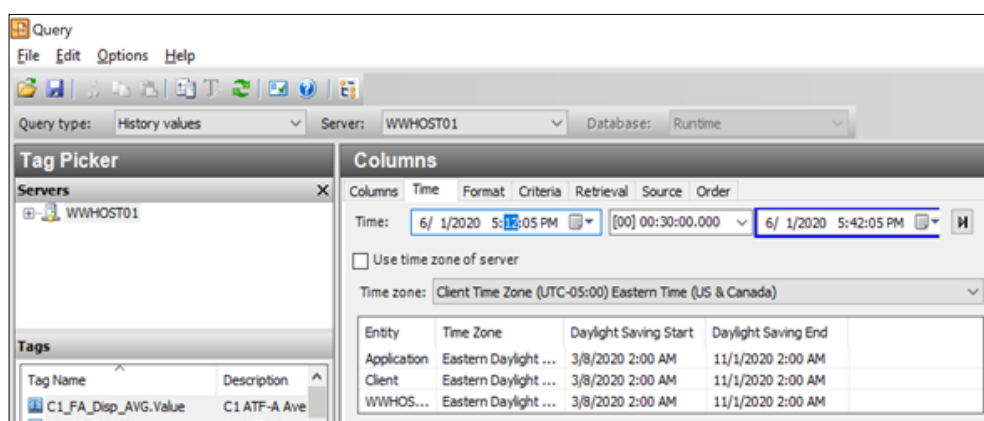 Query
File Edit Options Help
Query type: History values Server: WWHOST01 Database: Runtime
Tag Picker
Servers X
WWHOST01
Tags
Tag Name Description
C1_FA_Disp_AVG.Value C1 ATF-A Ave
Columns
Columns Time Format Criteria Retrieval Source Order
Time: 6/ 1/2020 5:12:05 PM [00] 00:30:00.000 6/ 1/2020 5:42:05 PM
Use time zone of server
Time zone: Client Time Zone (UTC-05:00) Eastern Time (US & Canada)
Entity Time Zone Daylight Saving Start Daylight Saving End
Application Eastern Daylight ... 3/8/2020 2:00 AM 11/1/2020 2:00 AM
Client Eastern Daylight ... 3/8/2020 2:00 AM 11/1/2020 2:00 AM
WWHOS... Eastern Daylight ... 3/8/2020 2:00 AM 11/1/2020 2:00 AM